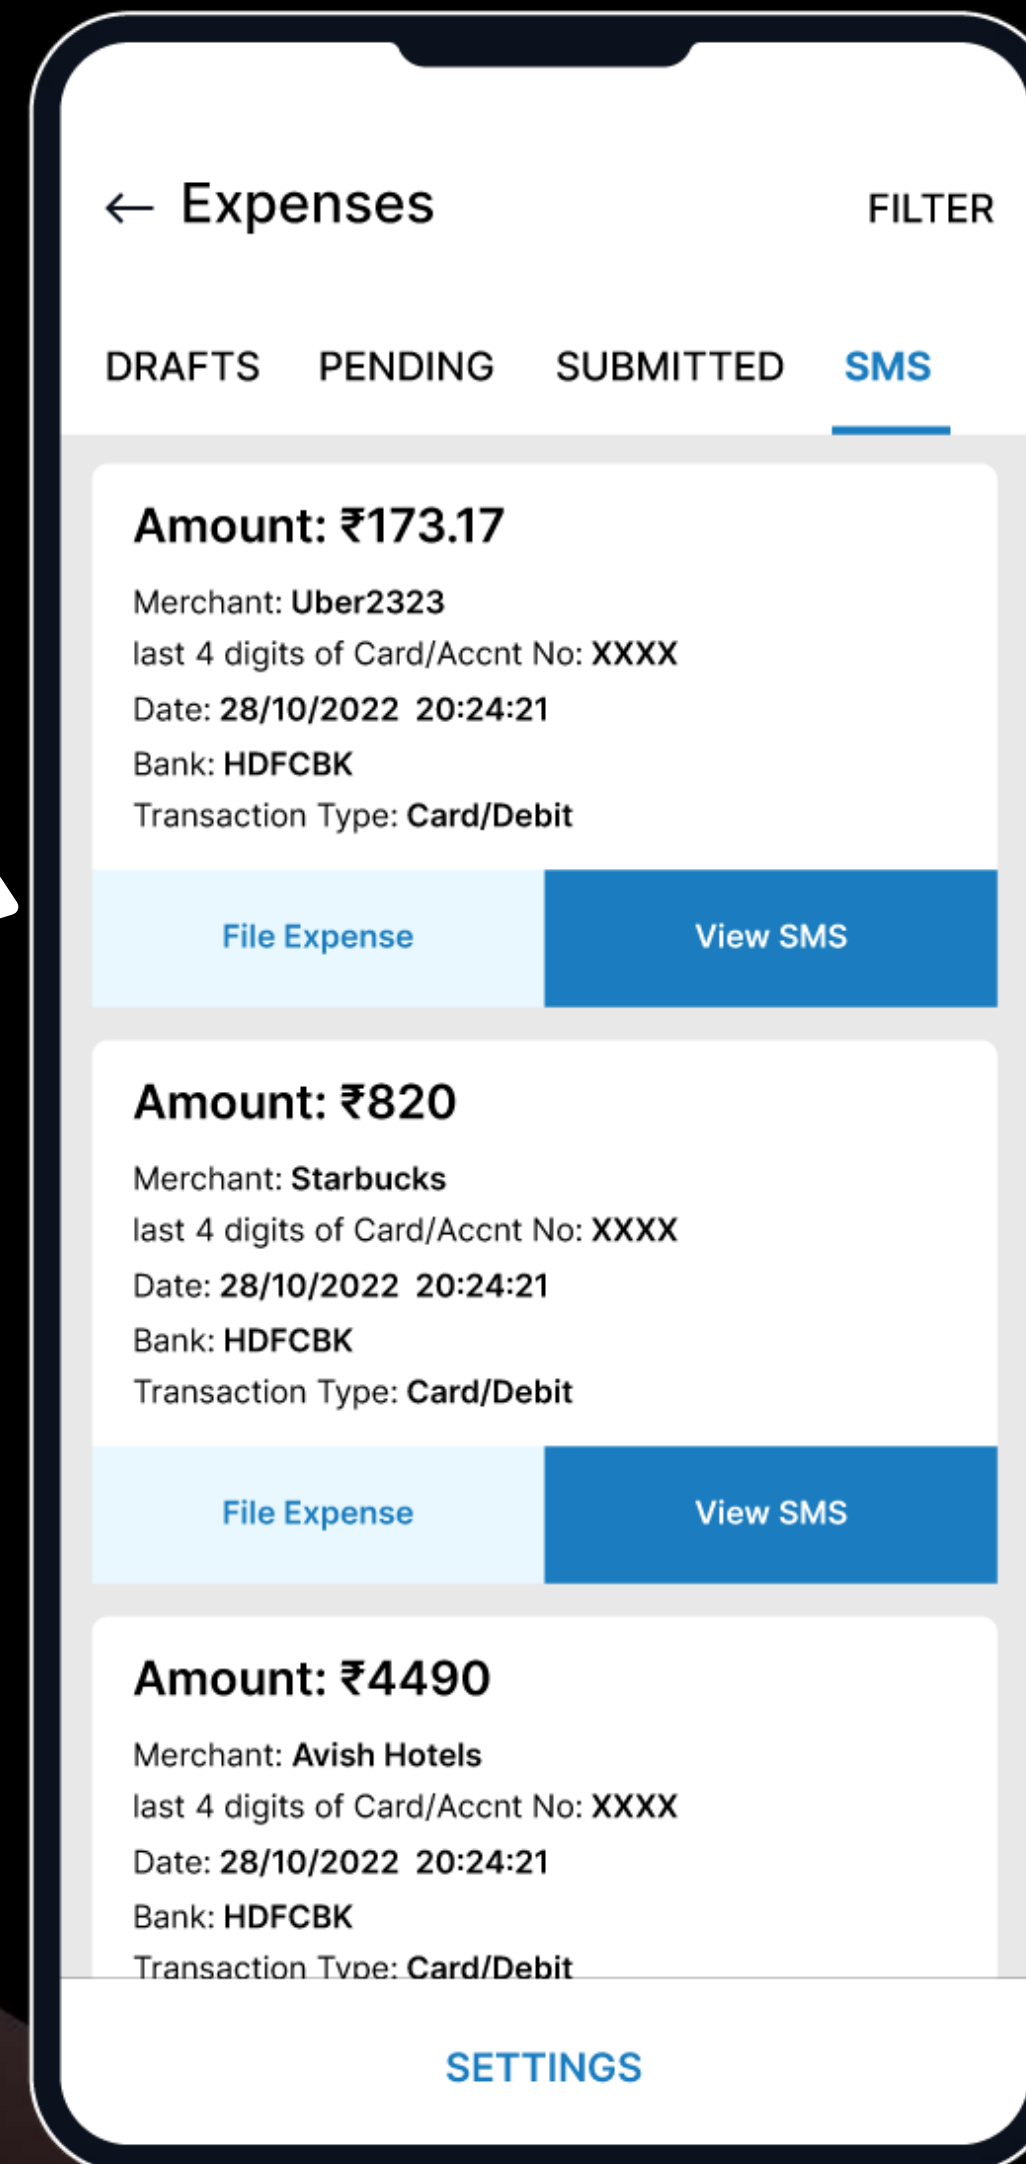 ← Expenses FILTER
DRAFTS PENDING SUBMITTED SMS
Amount: ₹173.17
Merchant: Uber2323
last 4 digits of Card/Accnt No: XXXX
Date: 28/10/2022 20:24:21
Bank: HDFCBK
Transaction Type: Card/Debit
File Expense View SMS
Amount: ₹820
Merchant: Starbucks
last 4 digits of Card/Accnt No: XXXX
Date: 28/10/2022 20:24:21
Bank: HDFCBK
Transaction Type: Card/Debit
File Expense View SMS
Amount: ₹4490
Merchant: Avish Hotels
last 4 digits of Card/Accnt No: XXXX
Date: 28/10/2022 20:24:21
Bank: HDFCBK
Transaction Type: Card/Debit
SETTINGS